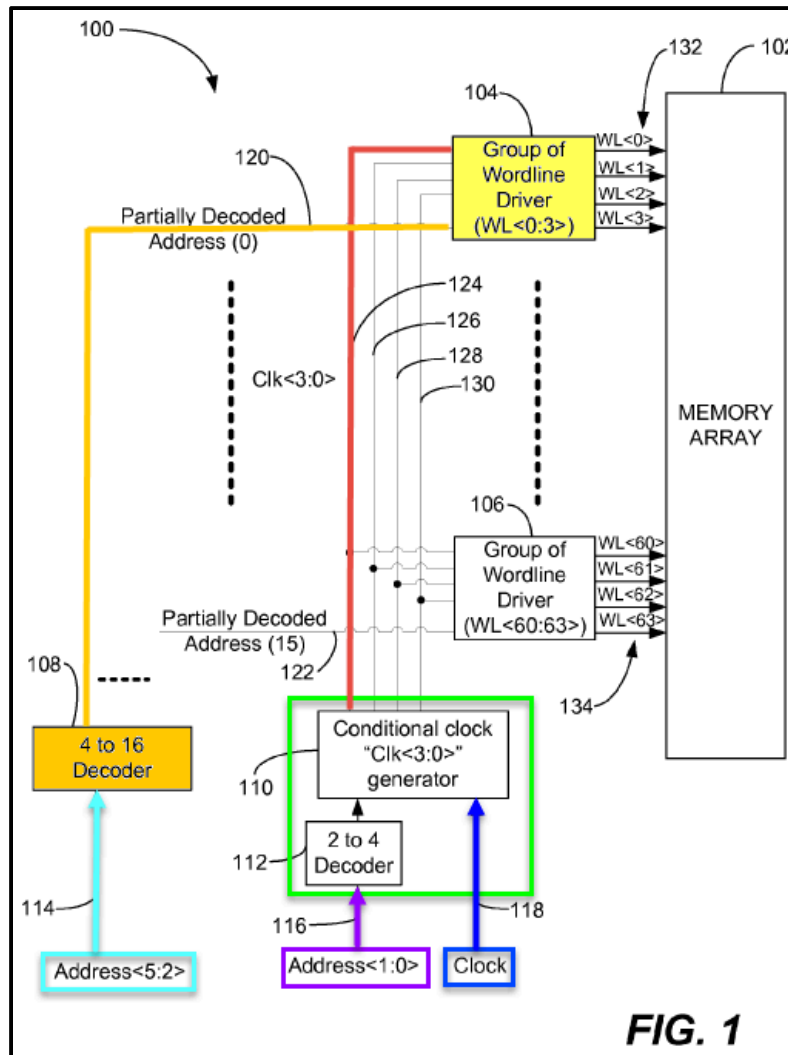 100
132
102
104
WL<0>
WL<1>
WL<2>
WL<3>
Group of
Wordline
Driver
(WL<0:3>)
120
Partially Decoded
Address (0)
124
126
128
130
Clk<3:0>
MEMORY
ARRAY
106
Group of
Wordline
Driver
(WL<60:63>)
WL<60>
WL<61>
WL<62>
WL<63>
Partially Decoded
Address (15)
122
134
108
4 to 16
Decoder
Conditional clock
"Clk<3:0>"
generator
110
112
2 to 4
Decoder
114
116
118
Address<5:2>
Address<1:0>
Clock
FIG. 1